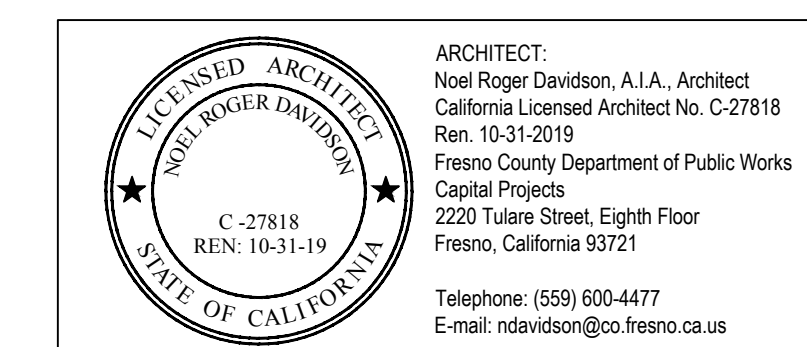 LICENSED ARCHITECT
NOEL ROGER DAVIDSON
C -27818
REN: 10-31-19
STATE OF CALIFORNIA
ARCHITECT:
Noel Roger Davidson, A.I.A., Architect
California Licensed Architect No. C-27818
Ren. 10-31-2019
Fresno County Department of Public Works
Capital Projects
2220 Tulare Street, Eighth Floor
Fresno, California 93721
Telephone: (559) 600-4477
E-mail: ndavidson@co.fresno.ca.us